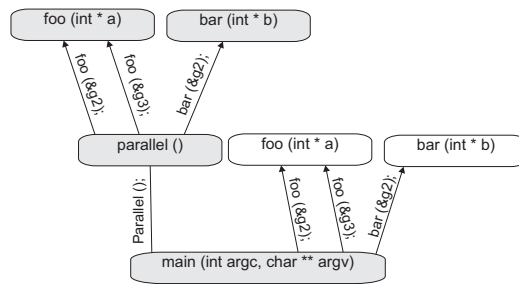 foo (int * a)
bar (int * b)
foo (&g2);
foo (&g3);
bar (&g2);
parallel ()
foo (int * a)
bar (int * b)
Parallel ();
foo (&g2);
foo (&g3);
bar (&g2);
main (int argc, char ** argv)